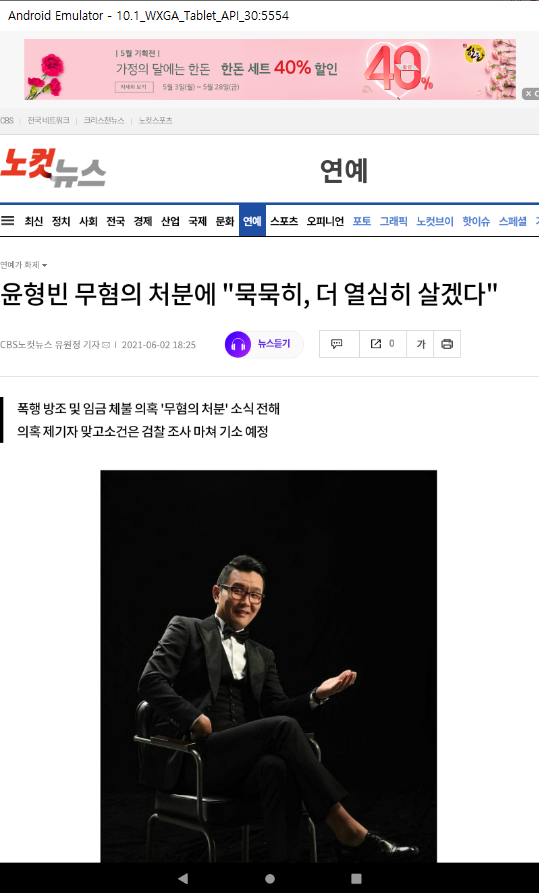 Android Emulator - 10.1_WXGA_Tablet_API_30:5554
| 5월 기획전 |
가정의 달에는 한돈 한돈 세트 40% 할인
자세히 보기 5월 3일(월) ~ 5월 28일(금)
40%
한돈
CBS 전국네트워크 크리스천뉴스 노컷스포츠
노컷뉴스
연예
최신 정치 사회 전국 경제 산업 국제 문화 연예 스포츠 오피니언 포토 그래픽 노컷브이 핫이슈 스페셜
연예가 화제
윤형빈 무혐의 처분에 "묵묵히, 더 열심히 살겠다"
CBS노컷뉴스 유원정 기자 2021-06-02 18:25
뉴스듣기
0
가
폭행 방조 및 임금 체불 의혹 '무혐의 처분' 소식 전해
의혹 제기자 맞고소건은 검찰 조사 마쳐 기소 예정